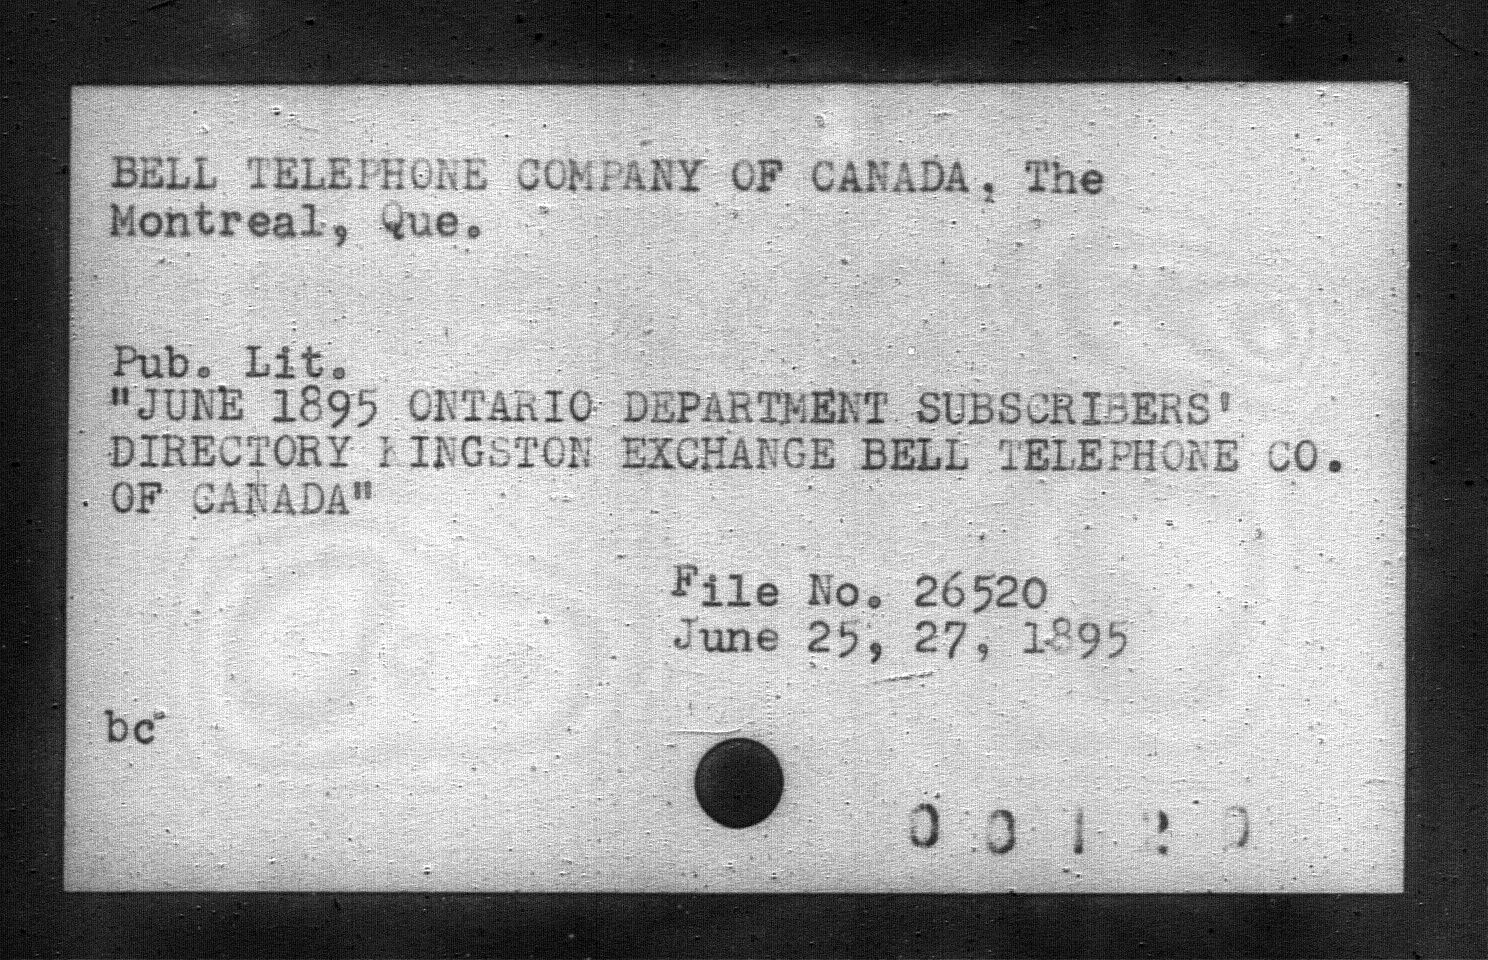 BELL TELEPHONE COMPANY OF CANADA, The
Montreal, Que.
Pub. Lit.
"JUNE 1895 ONTARIO DEPARTMENT SUBSCRIBERS'
DIRECTORY KINGSTON EXCHANGE BELL TELEPHONE CO.
OF CANADA"
File No. 26520
June 25, 27, 1895
bc